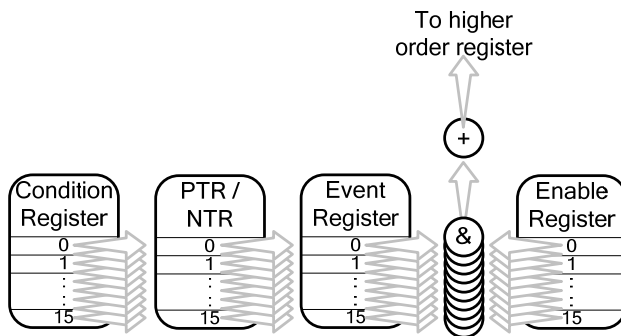 To higher
order register
+
Condition
Register
0
1
:
:
15
PTR /
NTR
0
1
:
:
15
Event
Register
0
1
:
:
15
&
Enable
Register
0
1
:
:
15